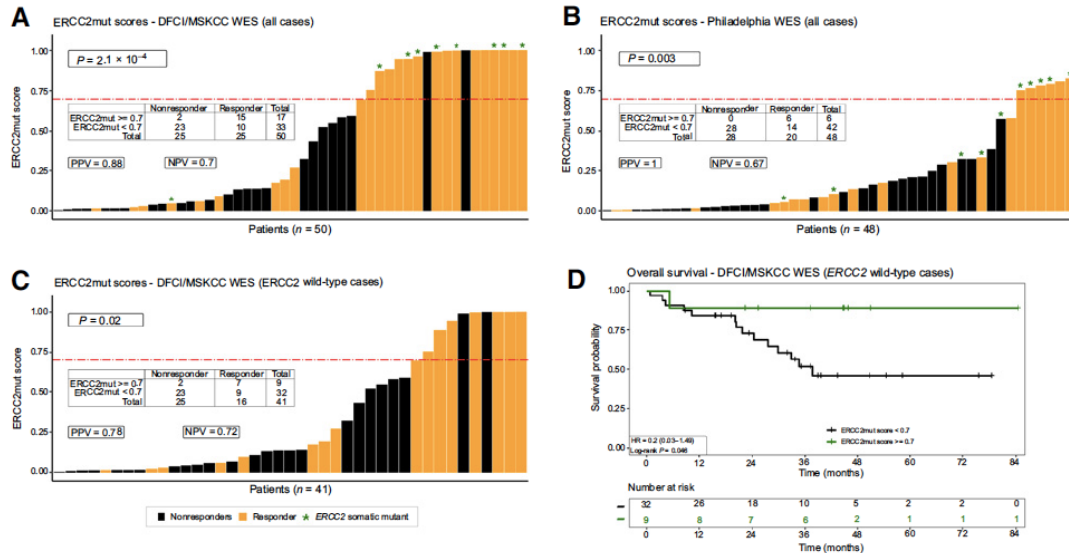 A
ERCC2mut scores - DFCI/MSKCC WES (all cases)
ERCC2mut score
1.00
0.75
0.50
0.25
0.00
P = 2.1 × 10⁻⁴
Nonresponder Responder Total
ERCC2mut >= 0.7 2 15 17
ERCC2mut < 0.7 23 10 33
Total 25 25 50
PPV = 0.88 NPV = 0.7
Patients (n = 50)
B
ERCC2mut scores - Philadelphia WES (all cases)
ERCC2mut score
1.00
0.75
0.50
0.25
0.00
P = 0.003
Nonresponder Responder Total
ERCC2mut >= 0.7 0 6 6
ERCC2mut < 0.7 28 14 42
Total 28 20 48
PPV = 1 NPV = 0.67
Patients (n = 48)
C
ERCC2mut scores - DFCI/MSKCC WES (ERCC2 wild-type cases)
ERCC2mut score
1.00
0.75
0.50
0.25
0.00
P = 0.02
Nonresponder Responder Total
ERCC2mut >= 0.7 2 7 9
ERCC2mut < 0.7 23 9 32
Total 25 16 41
PPV = 0.78 NPV = 0.72
Patients (n = 41)
Nonresponders Responder * ERCC2 somatic mutant
D
Overall survival - DFCI/MSKCC WES (ERCC2 wild-type cases)
Survival probability
1.00
0.75
0.50
0.25
0.00
ERCC2mut score < 0.7
ERCC2mut score >= 0.7
HR = 0.2 (0.03–1.49)
Log-rank P = 0.046
0 12 24 36 48 60 72 84
Time (months)
Number at risk
32 26 18 10 5 2 2 0
9 8 7 6 2 1 1 1
0 12 24 36 48 60 72 84
Time (months)